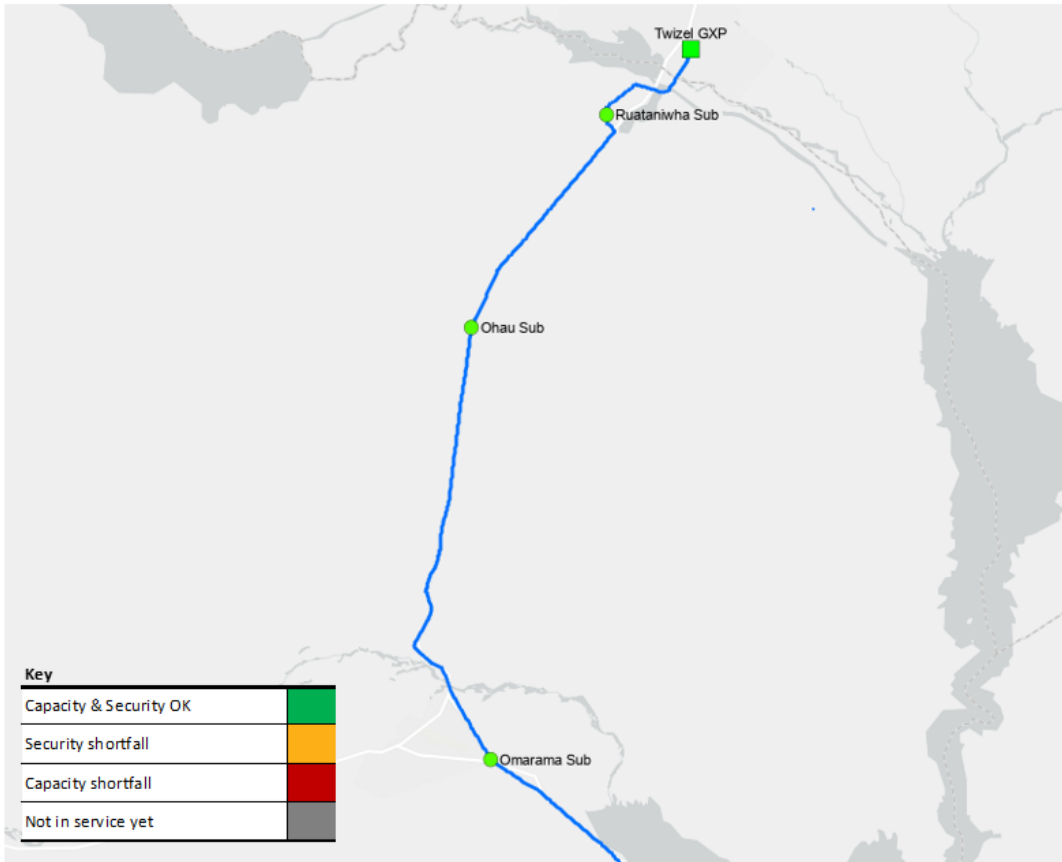 Twizel GXP
Ruataniwha Sub
Ohau Sub
Omarama Sub
Key
Capacity & Security OK
Security shortfall
Capacity shortfall
Not in service yet